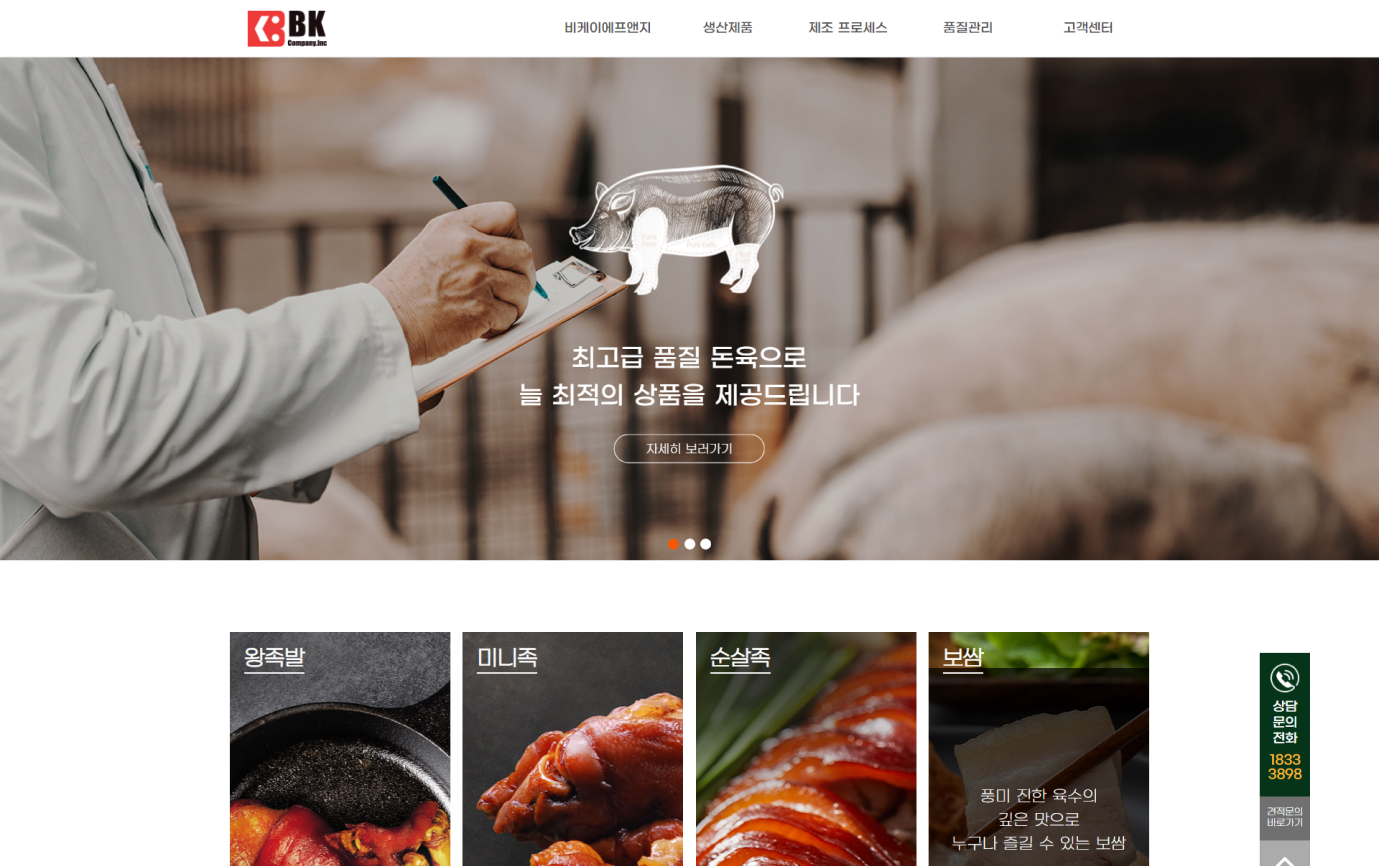 BK
Company.inc
비케이에프앤지
생산제품
제조 프로세스
품질관리
고객센터
최고급 품질 돈육으로
늘 최적의 상품을 제공드립니다
자세히 보러가기
왕족발
미니족
순살족
보쌈
풍미 진한 육수의
깊은 맛으로
누구나 즐길 수 있는 보쌈
상담
문의
전화
1833
3898
견적문의
바로가기